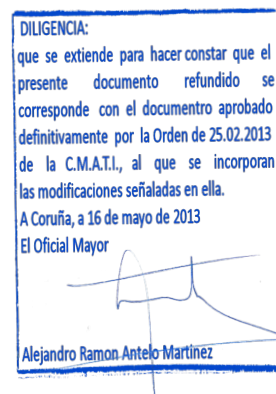 DILIGENCIA:
que se extiende para hacer constar que el
presente documento refundido se
corresponde con el documentro aprobado
definitivamente por la Orden de 25.02.2013
de la C.M.A.T.I., al que se incorporan
las modificaciones señaladas en ella.
A Coruña, a 16 de mayo de 2013
El Oficial Mayor
Alejandro Ramon Antelo Martinez